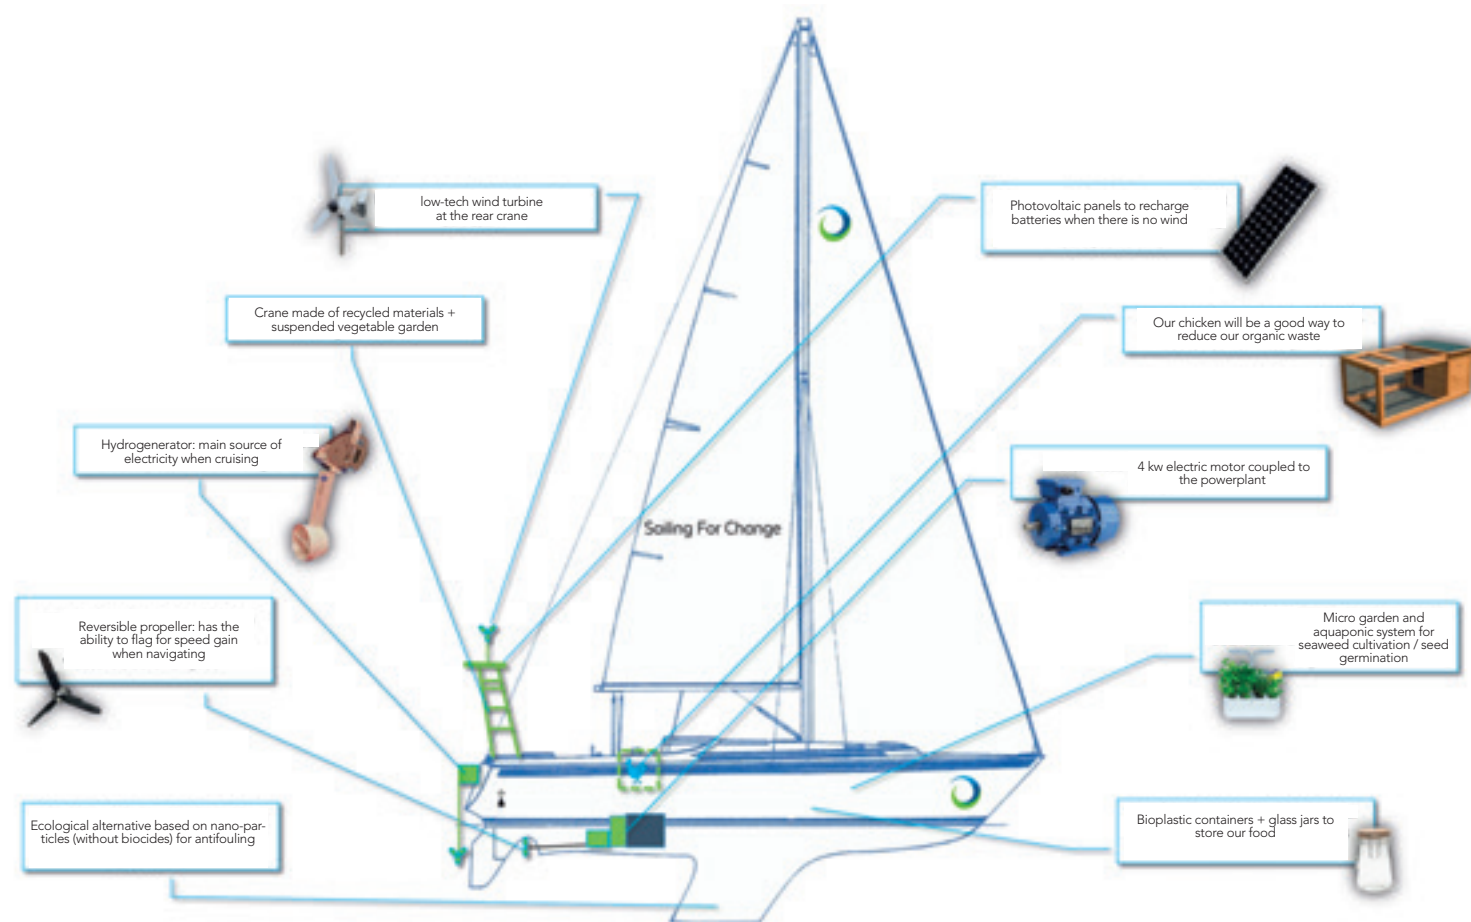 low-tech wind turbine
at the rear crane
Photovoltaic panels to recharge
batteries when there is no wind
Crane made of recycled materials +
suspended vegetable garden
Our chicken will be a good way to
reduce our organic waste
Hydrogenerator: main source of
electricity when cruising
4 kw electric motor coupled to
the powerplant
Sailing For Change
Reversible propeller: has the
ability to flag for speed gain
when navigating
Micro garden and
aquaponic system for
seaweed cultivation / seed
germination
Ecological alternative based on nano-par-
ticles (without biocides) for antifouling
Bioplastic containers + glass jars to
store our food